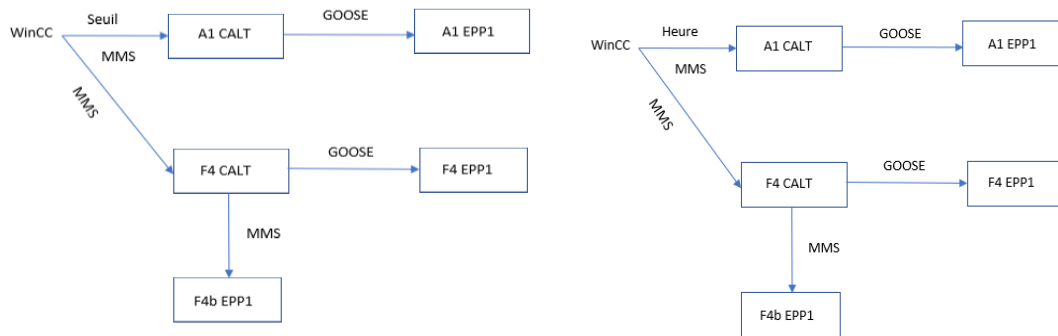 Seuil
WinCC
MMS
A1 CALT
GOOSE
A1 EPP1
MMS
F4 CALT
GOOSE
F4 EPP1
MMS
F4b EPP1
Heure
WinCC
MMS
A1 CALT
GOOSE
A1 EPP1
MMS
F4 CALT
GOOSE
F4 EPP1
MMS
F4b EPP1